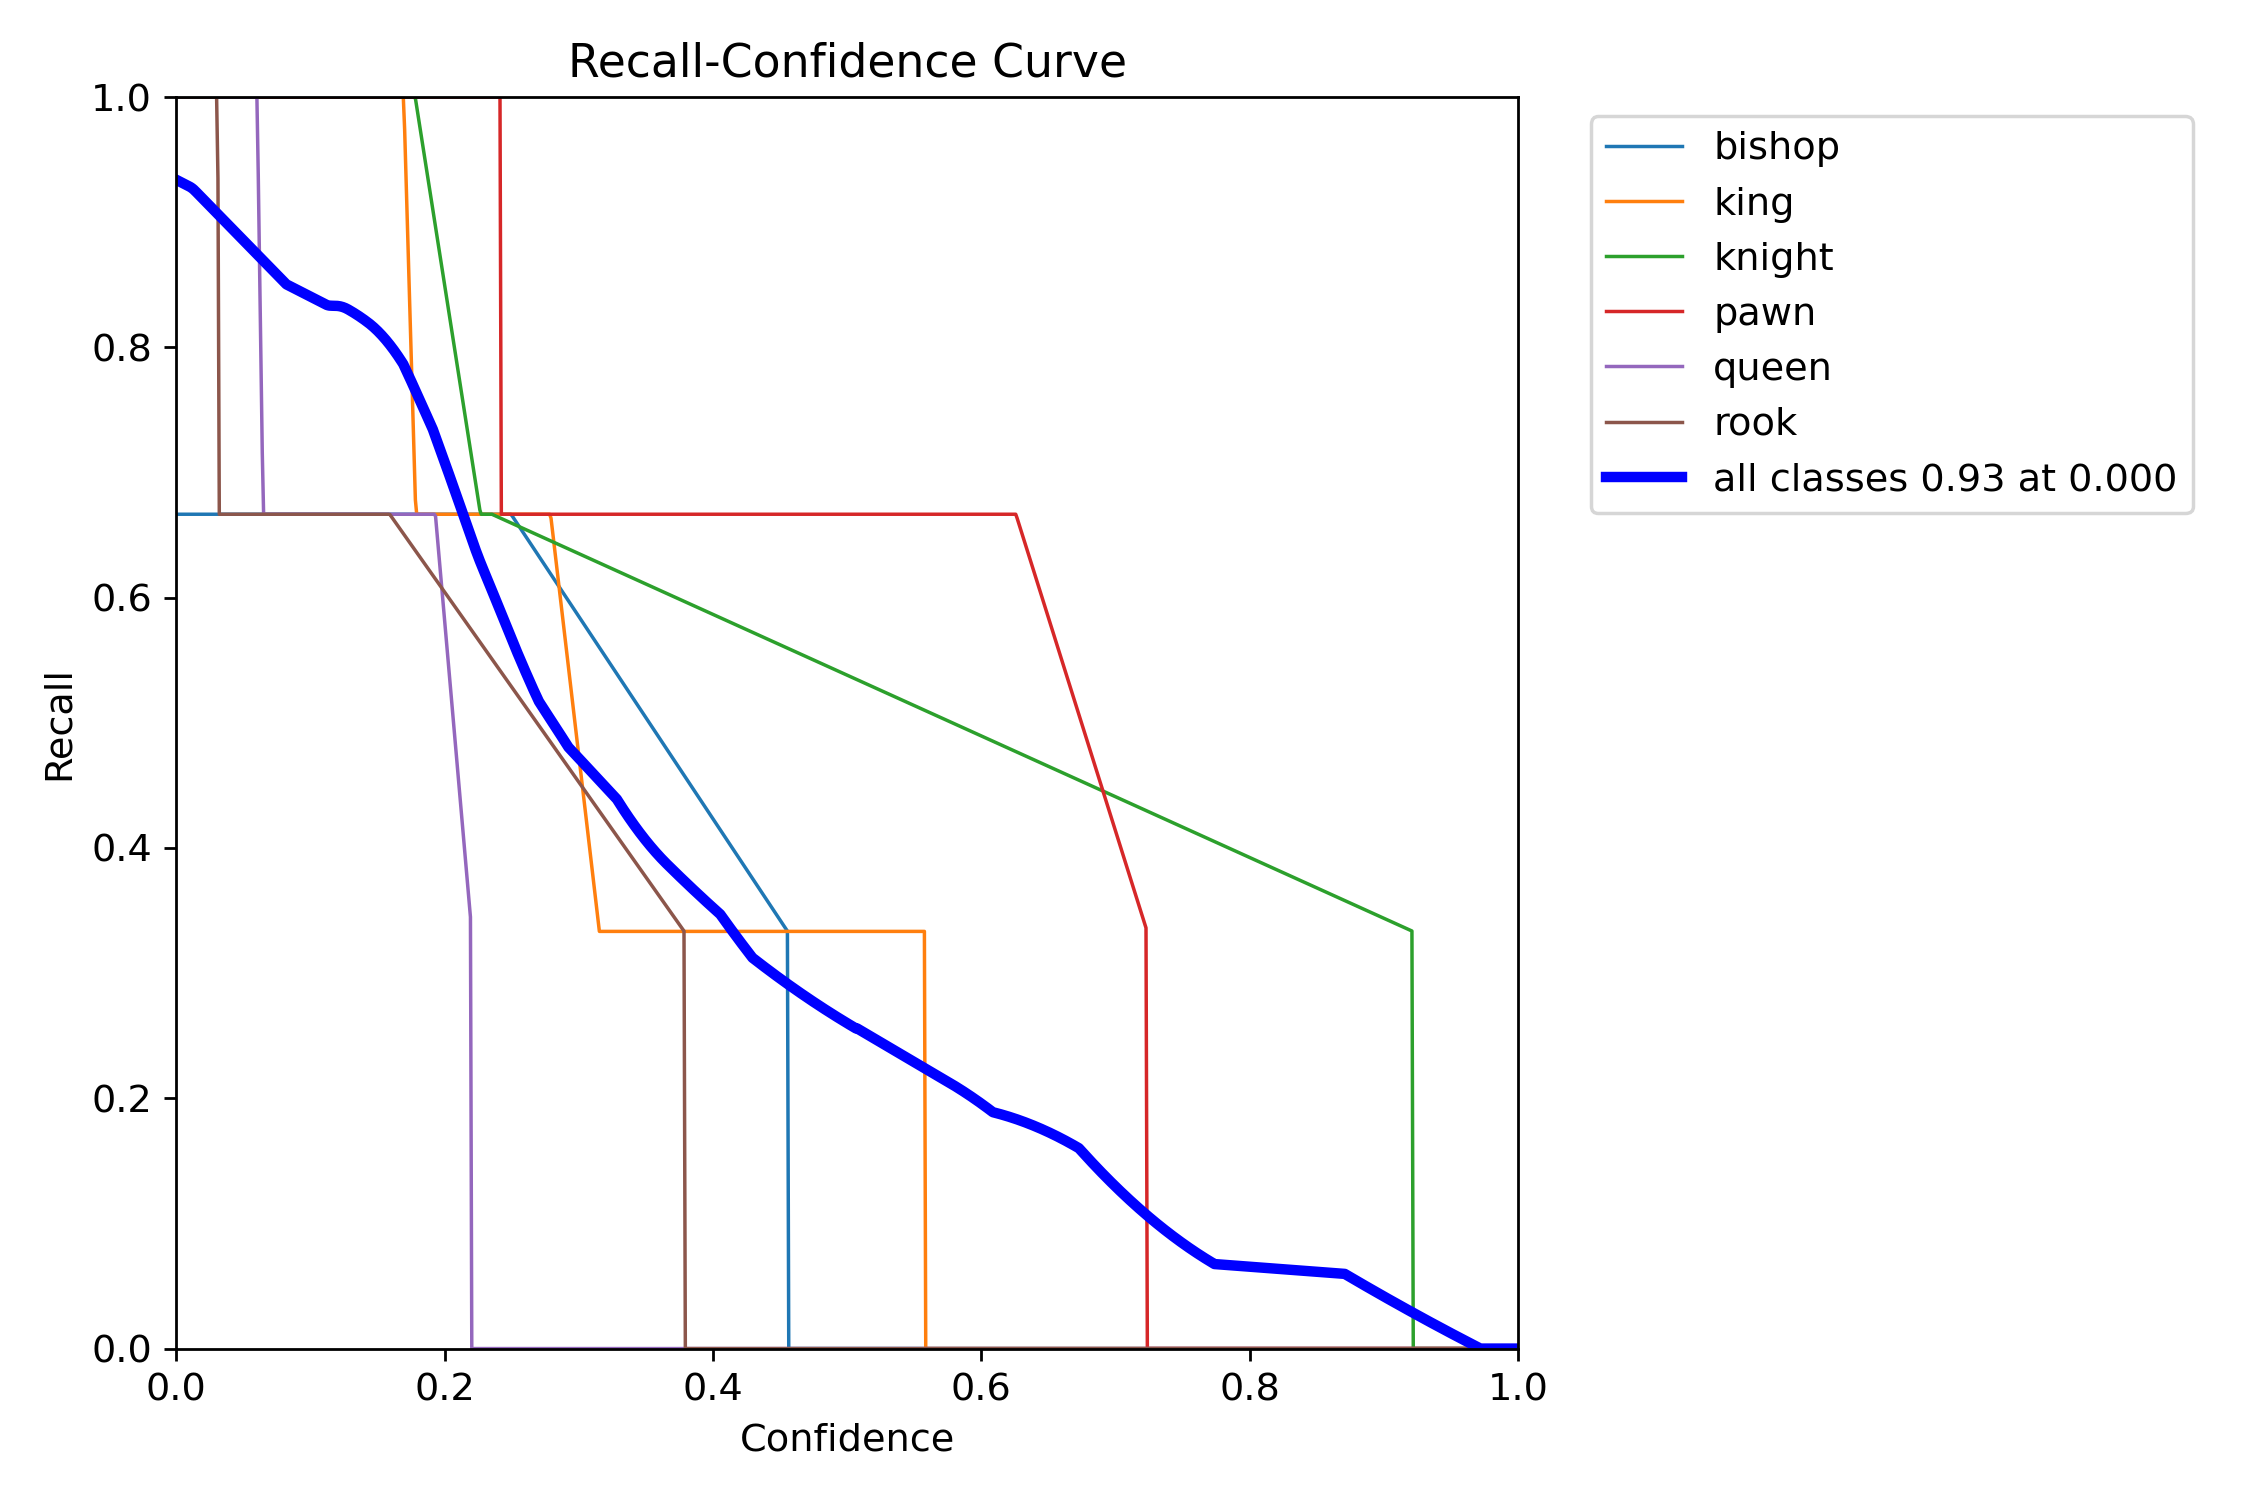 Recall-Confidence Curve
1.0
0.8
0.6
0.4
0.2
0.0
Recall
0.0 0.2 0.4 0.6 0.8 1.0
Confidence
bishop
king
knight
pawn
queen
rook
all classes 0.93 at 0.000